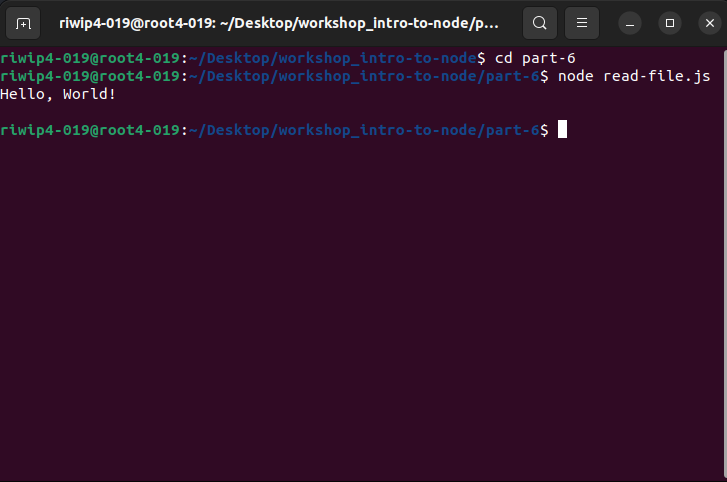 riwip4-019@root4-019: ~/Desktop/workshop_intro-to-node/p...
riwip4-019@root4-019:~/Desktop/workshop_intro-to-node$ cd part-6
riwip4-019@root4-019:~/Desktop/workshop_intro-to-node/part-6$ node read-file.js
Hello, World!
riwip4-019@root4-019:~/Desktop/workshop_intro-to-node/part-6$